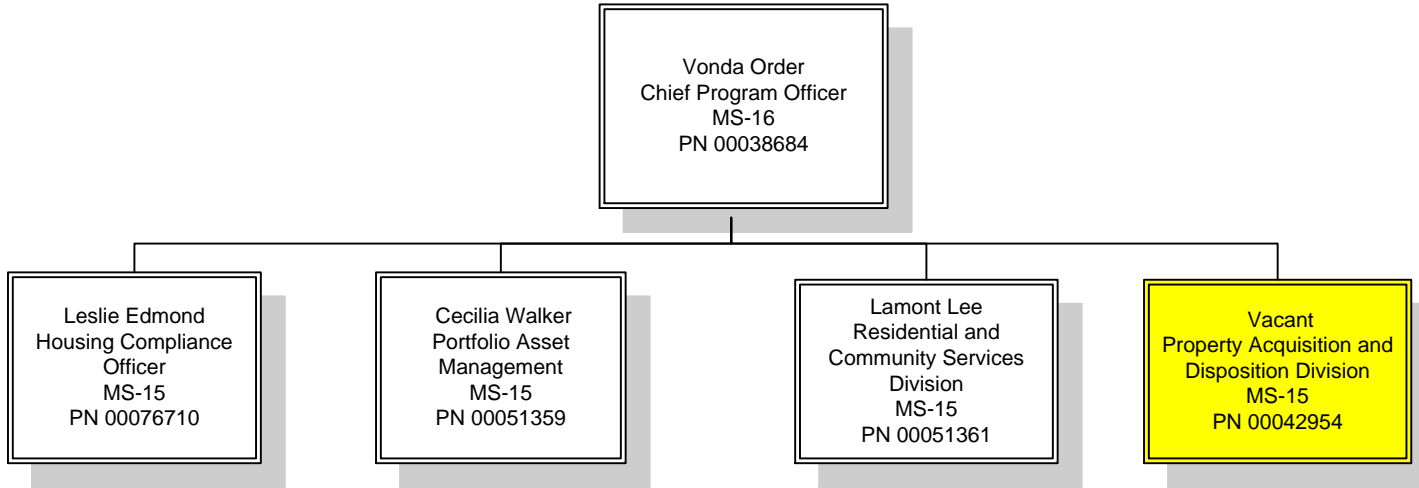 Vonda Order
Chief Program Officer
MS-16
PN 00038684
Leslie Edmond
Housing Compliance
Officer
MS-15
PN 00076710
Cecilia Walker
Portfolio Asset
Management
MS-15
PN 00051359
Lamont Lee
Residential and
Community Services
Division
MS-15
PN 00051361
Vacant
Property Acquisition and
Disposition Division
MS-15
PN 00042954